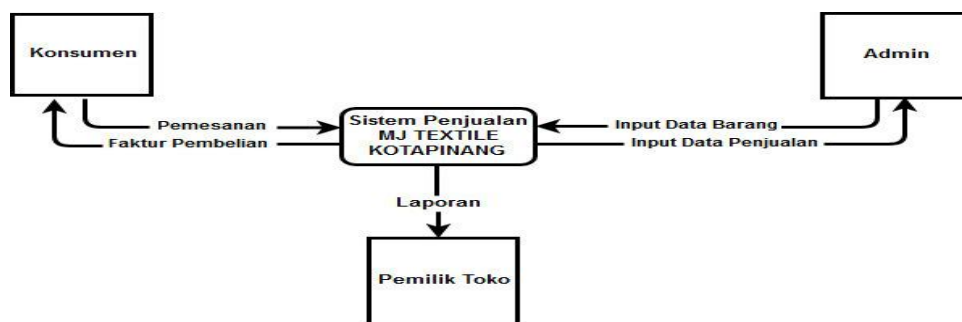 Konsumen
Admin
Sistem Penjualan
MJ TEXTILE
KOTAPINANG
Pemesanan
Faktur Pembelian
Input Data Barang
Input Data Penjualan
Laporan
Pemilik Toko